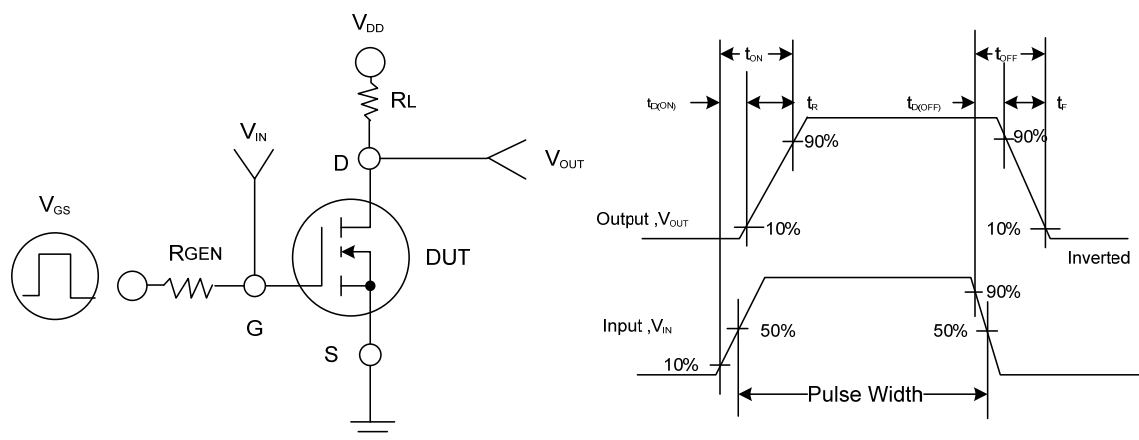 VDD
RL
VIN
D
VOUT
VGS
RGEN
DUT
G
S
tON
tOFF
tD(ON)
tR
tD(OFF)
tF
90%
90%
Output ,VOUT
10%
10%
Inverted
90%
Input ,VIN
50%
50%
10%
Pulse Width